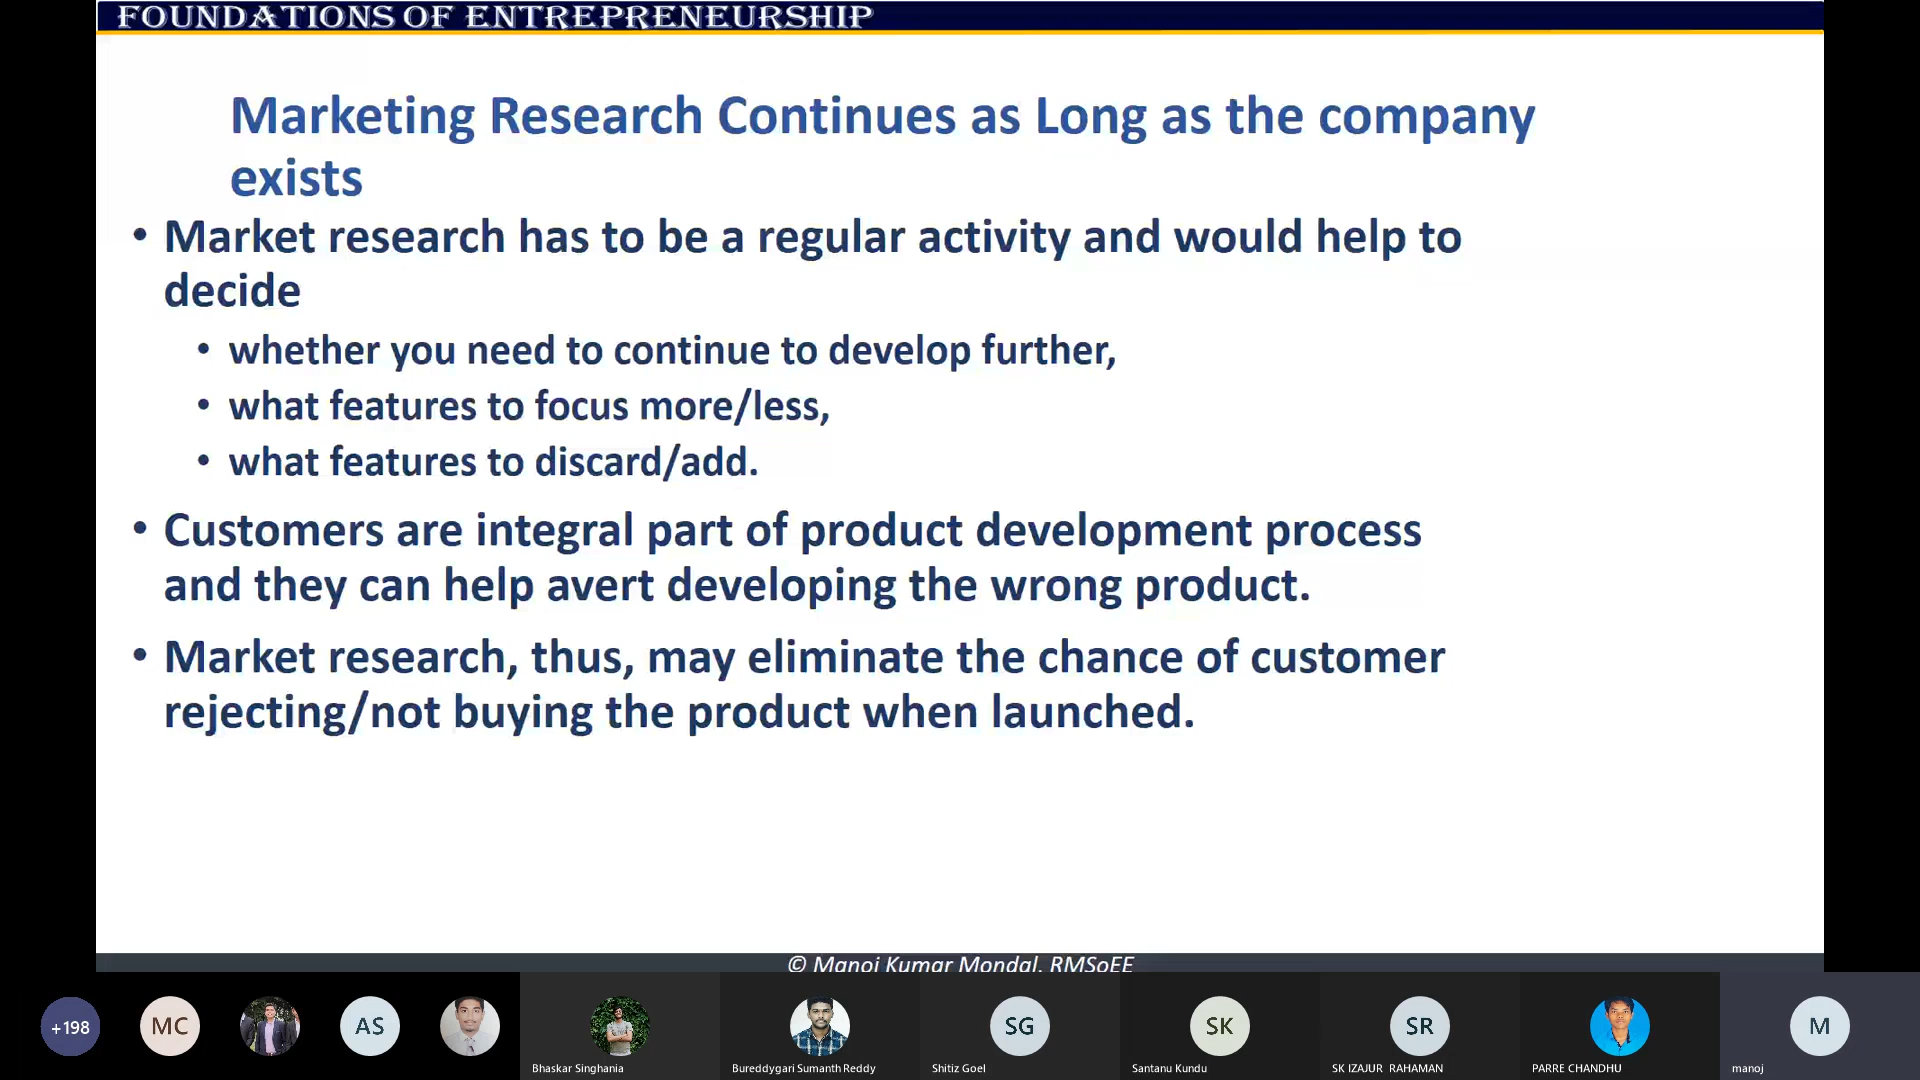 FOUNDATIONS OF ENTREPRENEURSHIP
Marketing Research Continues as Long as the company
exists
• Market research has to be a regular activity and would help to
decide
• whether you need to continue to develop further,
• what features to focus more/less,
• what features to discard/add.
• Customers are integral part of product development process
and they can help avert developing the wrong product.
• Market research, thus, may eliminate the chance of customer
rejecting/not buying the product when launched.
© Manoj Kumar Mondal, RMSoEE
+198
MC
AS
SG
SK
SR
M
Bhaskar Singhania
Bureddygari Sumanth Reddy
Shitiz Goel
Santanu Kundu
SK IZAJUR RAHAMAN
PARRE CHANDHU
manoj